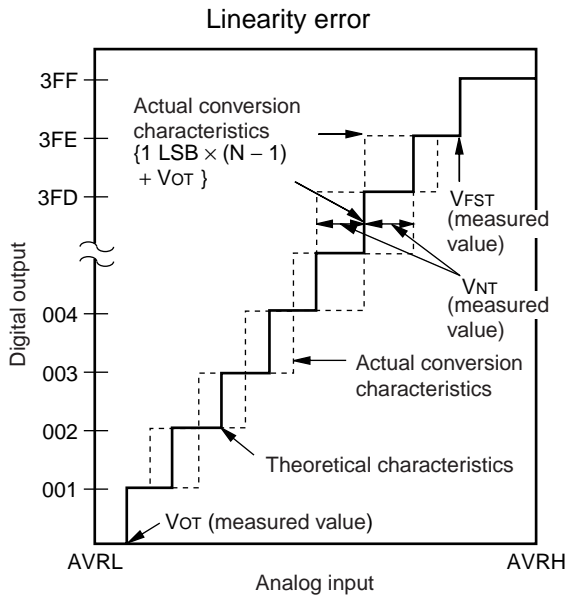 Linearity error
3FF
3FE
3FD
004
003
002
001
Digital output
Actual conversion
characteristics
{1 LSB × (N – 1)
+ VOT }
VFST
(measured
value)
VNT
(measured
value)
Actual conversion
characteristics
Theoretical characteristics
VOT (measured value)
AVRL
AVRH
Analog input